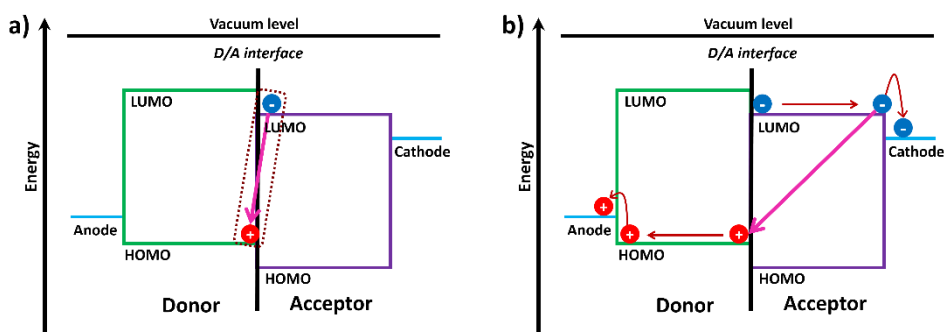 a)
Vacuum level
D/A interface
LUMO
-
LUMO
Cathode
Energy
+
Anode
HOMO
HOMO
Donor
Acceptor
b)
Vacuum level
D/A interface
LUMO
-
-
LUMO
-
Cathode
Energy
+
Anode
+
+
HOMO
HOMO
Donor
Acceptor